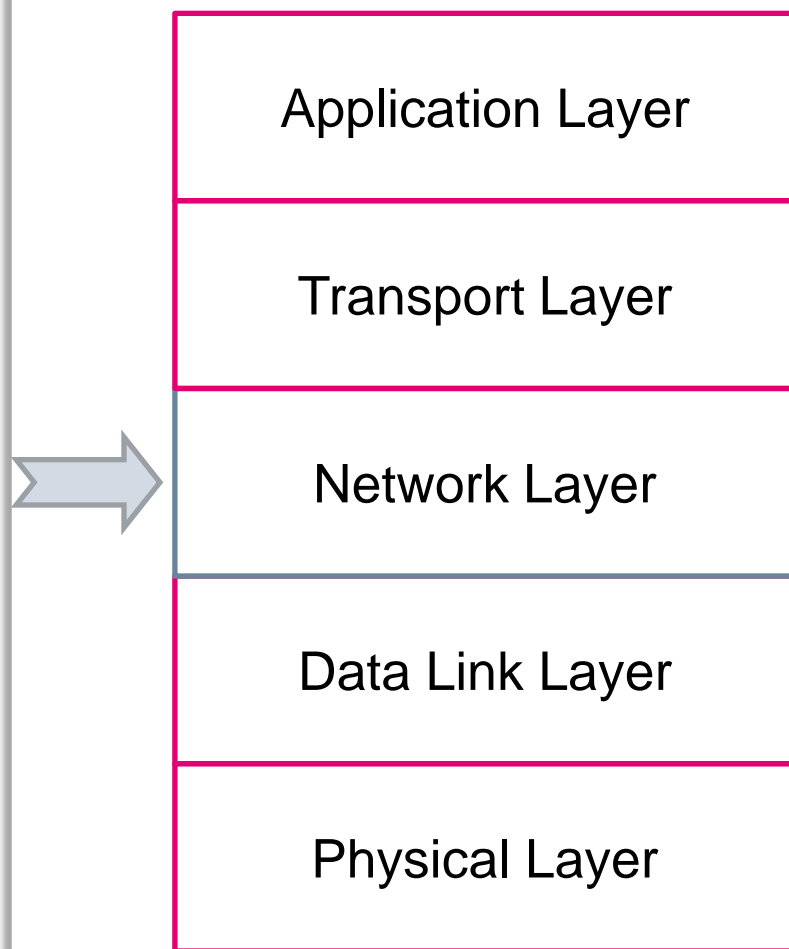 Application Layer
Transport Layer
Network Layer
Data Link Layer
Physical Layer